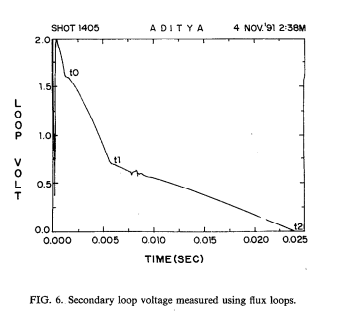 SHOT 1405 A D I T Y A 4 NOV.'91 2:38M
2.0
t0
LOOP VOLT
1.0
t1
0.5
0.0
t2
0.000 0.005 0.010 0.015 0.020 0.025
TIME(SEC)
FIG. 6. Secondary loop voltage measured using flux loops.